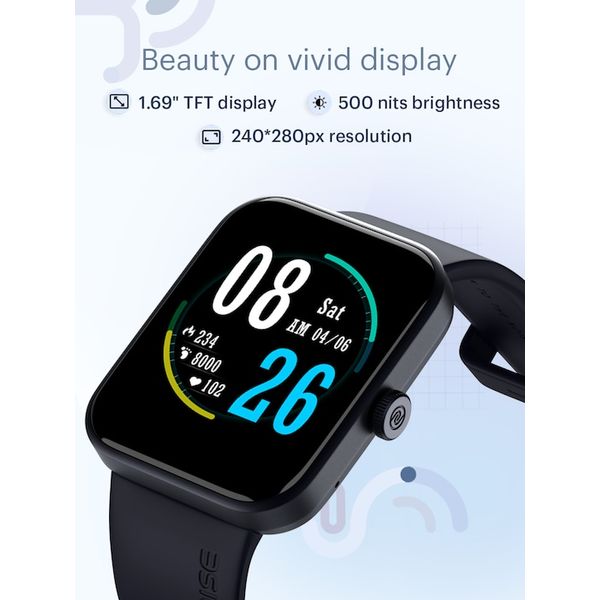 Beauty on vivid display
1.69" TFT display
500 nits brightness
240*280px resolution
08
Sat
AM 04/06
234
8000
102
26